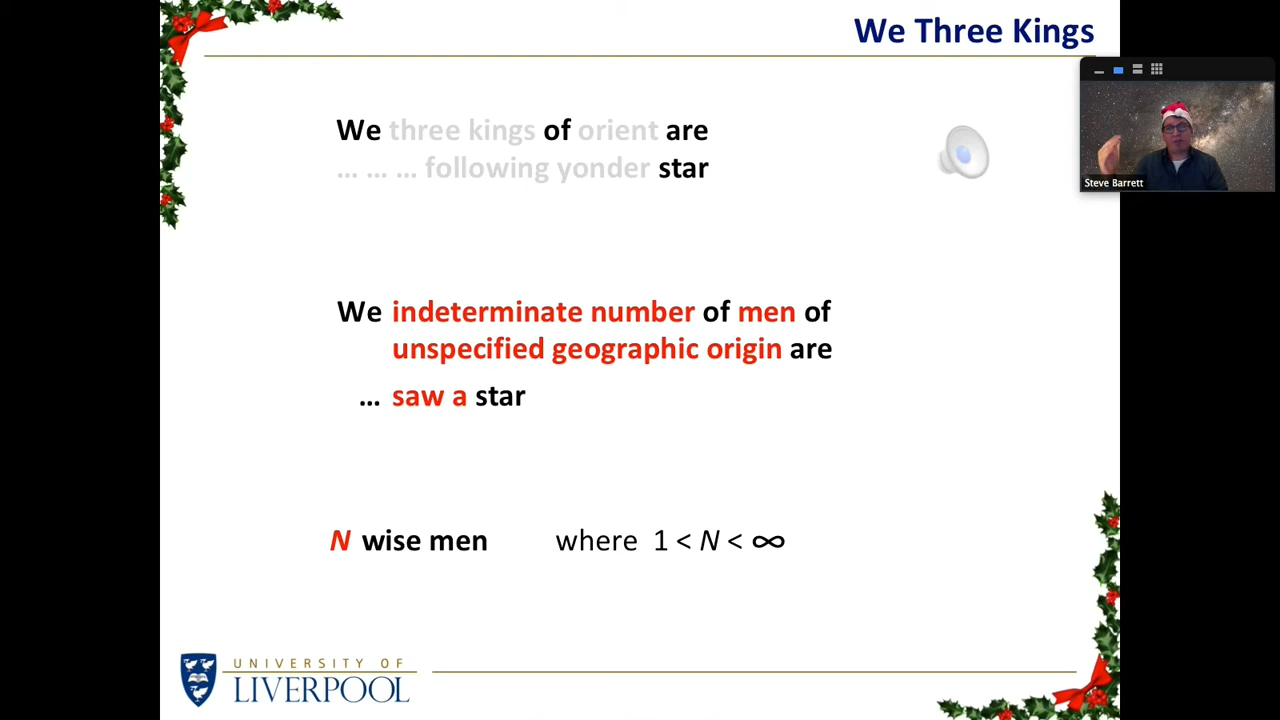 We Three Kings
We three kings of orient are
… … … following yonder star
Steve Barrett
We indeterminate number of men of
unspecified geographic origin are
… saw a star
N wise men where 1 < N < ∞
UNIVERSITY OF
LIVERPOOL